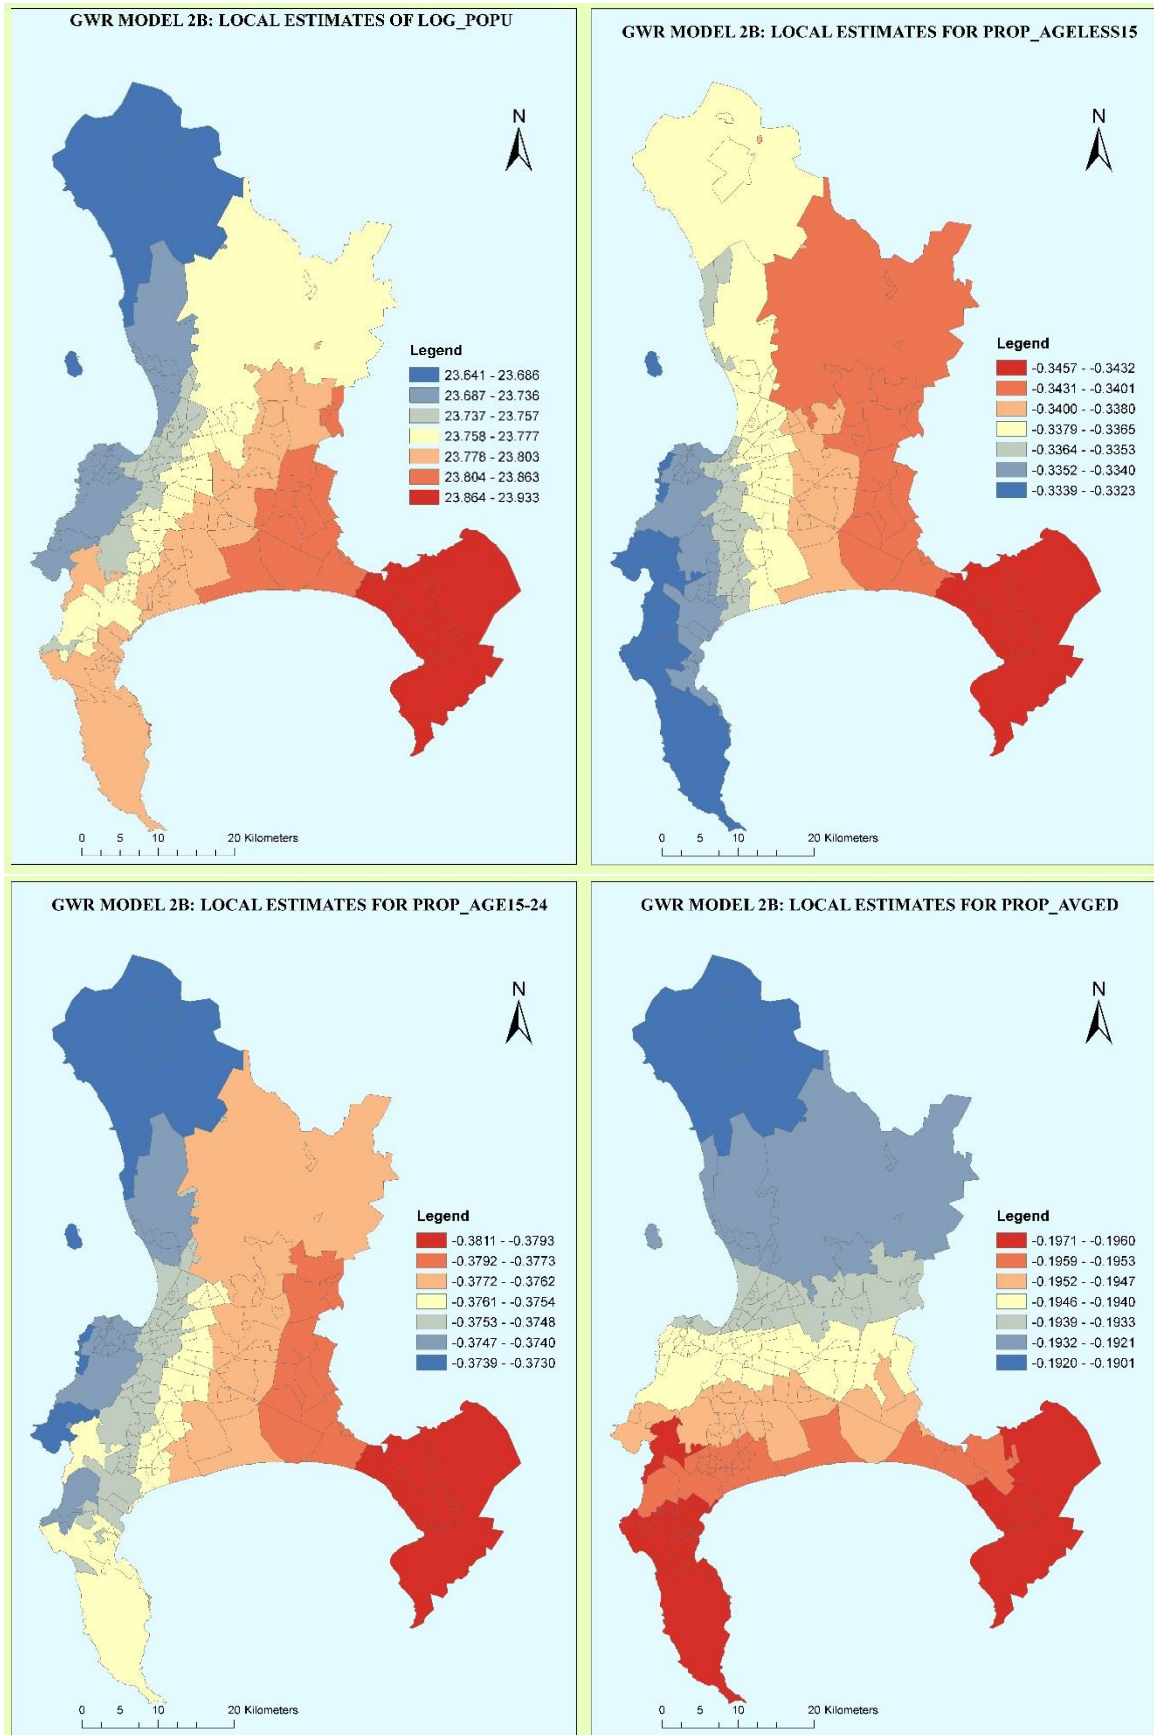 GWR MODEL 2B: LOCAL ESTIMATES OF LOG_POPU
N
Legend
23.641 - 23.686
23.687 - 23.736
23.737 - 23.757
23.758 - 23.777
23.778 - 23.803
23.804 - 23.863
23.864 - 23.933
0 5 10 20 Kilometers
GWR MODEL 2B: LOCAL ESTIMATES FOR PROP_AGELESS15
N
Legend
-0.3457 - -0.3432
-0.3431 - -0.3401
-0.3400 - -0.3380
-0.3379 - -0.3365
-0.3364 - -0.3353
-0.3352 - -0.3340
-0.3339 - -0.3323
0 5 10 20 Kilometers
GWR MODEL 2B: LOCAL ESTIMATES FOR PROP_AGE15-24
N
Legend
-0.3811 - -0.3793
-0.3792 - -0.3773
-0.3772 - -0.3762
-0.3761 - -0.3754
-0.3753 - -0.3748
-0.3747 - -0.3740
-0.3739 - -0.3730
0 5 10 20 Kilometers
GWR MODEL 2B: LOCAL ESTIMATES FOR PROP_AVGED
N
Legend
-0.1971 - -0.1960
-0.1959 - -0.1953
-0.1952 - -0.1947
-0.1946 - -0.1940
-0.1939 - -0.1933
-0.1932 - -0.1921
-0.1920 - -0.1901
0 5 10 20 Kilometers